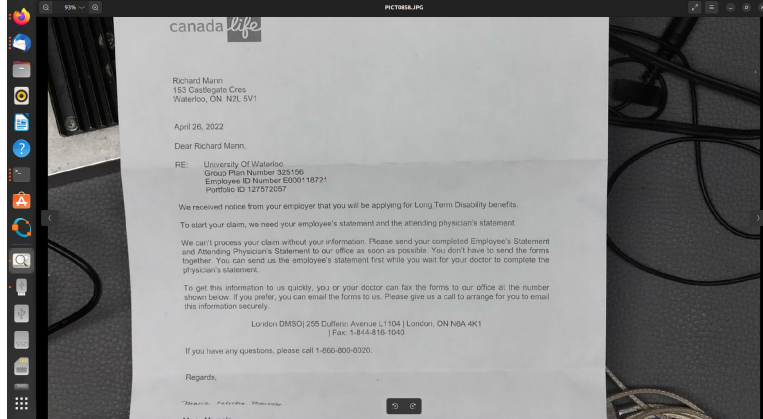 93%
PICT0858.JPG
canada life
Richard Mann
153 Castlegate Cres
Waterloo, ON N2L 5V1
April 26, 2022
Dear Richard Mann,
RE: University Of Waterloo
Group Plan Number 325156
Employee ID Number E000118721
Portfolio ID 127572057
We received notice from your employer that you will be applying for Long Term Disability benefits.
To start your claim, we need your employee's statement and the attending physician's statement.
We can't process your claim without your information. Please send your completed Employee's Statement
and Attending Physician's Statement to our office as soon as possible. You don't have to send the forms
together. You can send us the employee's statement first while you wait for your doctor to complete the
physician's statement.
To get this information to us quickly, you or your doctor can fax the forms to our office at the number
shown below. If you prefer, you can email the forms to us. Please give us a call to arrange for you to email
this information securely.
London DMSO| 255 Dufferin Avenue L1104 | London, ON N6A 4K1
| Fax: 1-844-816-1040
If you have any questions, please call 1-866-800-8020.
Regards,